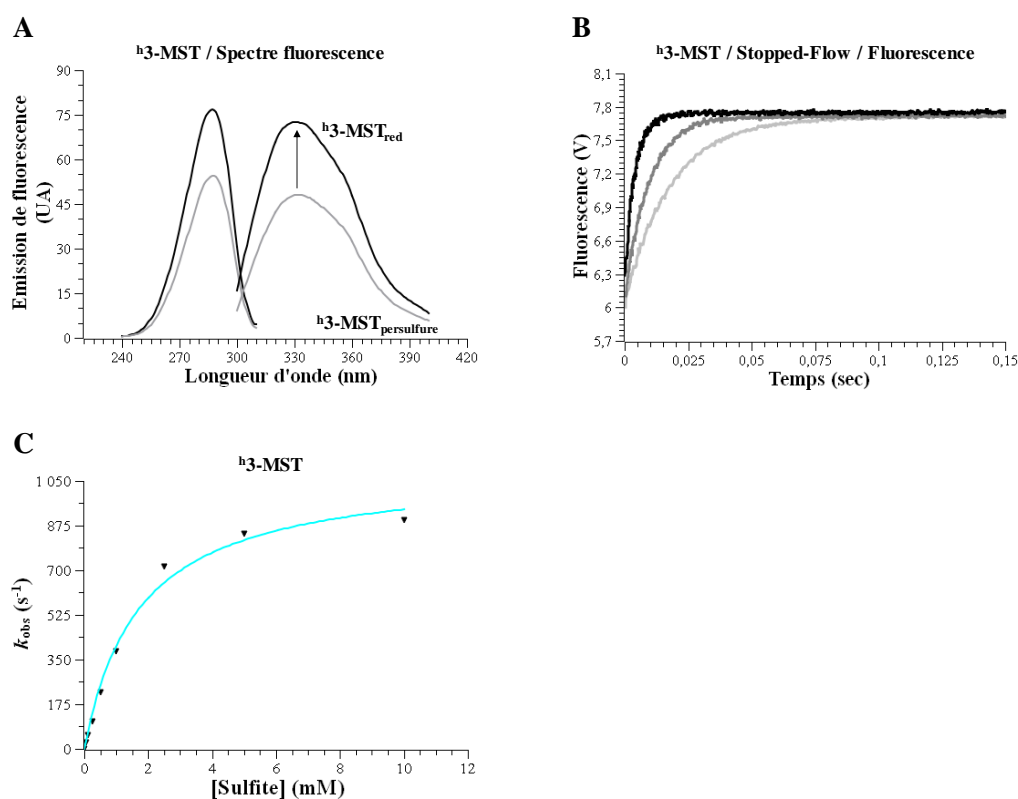 A
ʰ3-MST / Spectre fluorescence
Emission de fluorescence
(UA)
90
75
60
45
30
15
0
ʰ3-MSTred
ʰ3-MSTpersulfure
240 270 300 330 360 390 420
Longueur d'onde (nm)
B
ʰ3-MST / Stopped-Flow / Fluorescence
Fluorescence (V)
8,1
7,8
7,5
7,2
6,9
6,6
6,3
6
5,7
0 0,025 0,05 0,075 0,1 0,125 0,15
Temps (sec)
C
ʰ3-MST
kobs (s⁻¹)
1 050
875
700
525
350
175
0
0 2 4 6 8 10 12
[Sulfite] (mM)